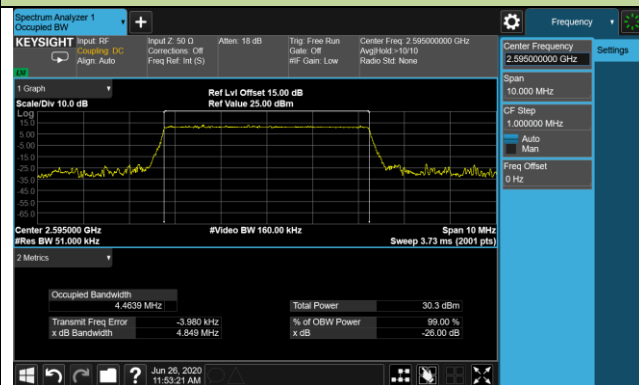 Spectrum Analyzer 1
Occupied BW
Frequency
KEYSIGHT
Input: RF
Coupling: DC
Align: Auto
Input Z: 50 Ω
Corrections: Off
Freq Ref: Int (S)
Atten: 18 dB
Trig: Free Run
Gate: Off
#IF Gain: Low
Center Freq: 2.595000000 GHz
Avg|Hold:>10/10
Radio Std: None
Center Frequency
2.595000000 GHz
Settings
Span
10.000 MHz
CF Step
1.000000 MHz
Auto
Man
Freq Offset
0 Hz
1 Graph
Scale/Div 10.0 dB
Ref Lvl Offset 15.00 dB
Ref Value 25.00 dBm
Log
15.0
5.00
-5.00
-15.0
-25.0
-35.0
-45.0
-55.0
-65.0
Center 2.595000 GHz
#Res BW 51.000 kHz
#Video BW 160.00 kHz
Span 10 MHz
Sweep 3.73 ms (2001 pts)
2 Metrics
Occupied Bandwidth
4.4639 MHz
Total Power 30.3 dBm
Transmit Freq Error -3.980 kHz
% of OBW Power 99.00 %
x dB Bandwidth 4.849 MHz
x dB -26.00 dB
Jun 26, 2020
11:53:21 AM